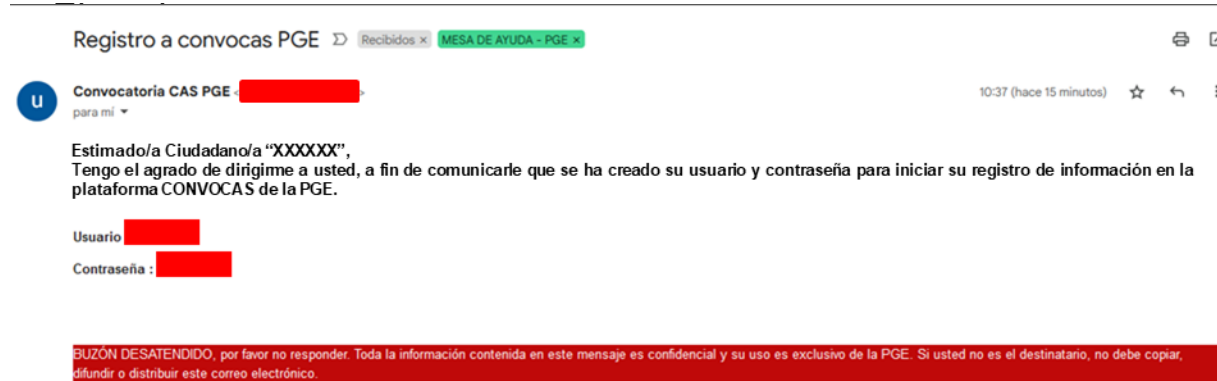 Registro a convocas PGE Recibidos × MESA DE AYUDA - PGE ×
u
Convocatoria CAS PGE < > 10:37 (hace 15 minutos)
para mí
Estimado/a Ciudadano/a “XXXXXX”,
Tengo el agrado de dirigirme a usted, a fin de comunicarle que se ha creado su usuario y contraseña para iniciar su registro de información en la
plataforma CONVOCAS de la PGE.
Usuario
Contraseña :
BUZÓN DESATENDIDO, por favor no responder. Toda la información contenida en este mensaje es confidencial y su uso es exclusivo de la PGE. Si usted no es el destinatario, no debe copiar,
difundir o distribuir este correo electrónico.